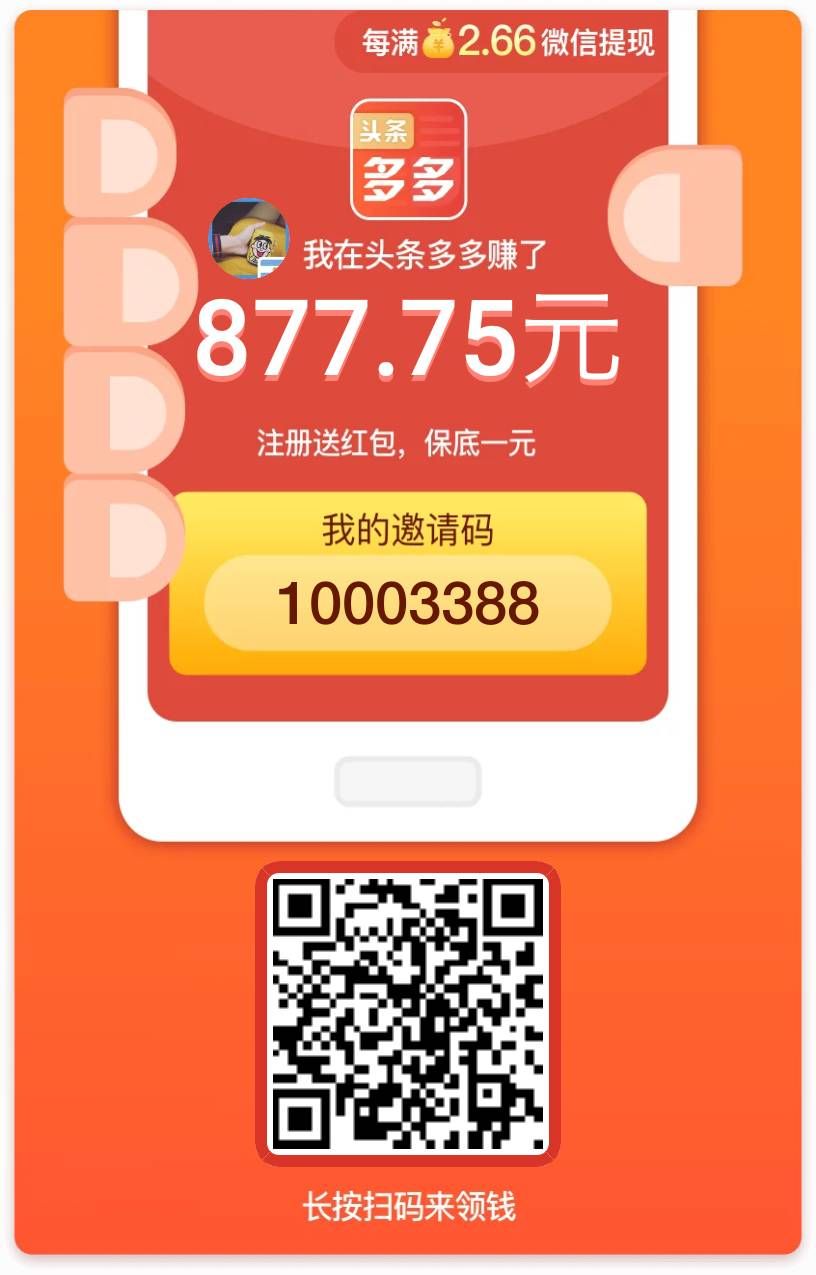 每满2.66微信提现
头条
多多
我在头条多多赚了
877.75元
注册送红包，保底一元
我的邀请码
10003388
长按扫码来领钱